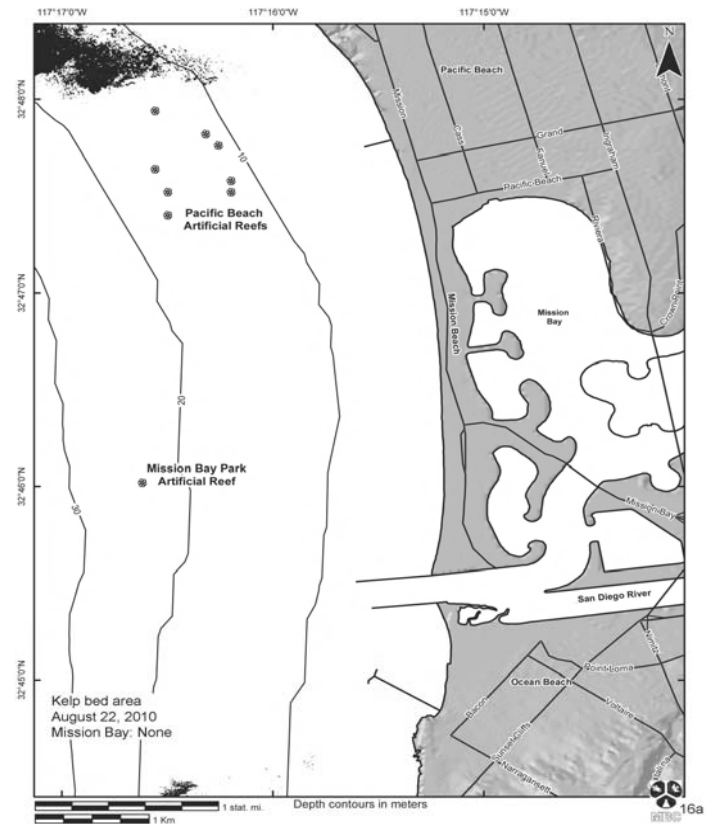 117°17'0"W 117°16'0"W 117°15'0"W
N
32°48'0"N
32°47'0"N
32°46'0"N
32°45'0"N
Pacific Beach
Mission
Cass
Grand
Fanuel
Ingraham
Pacific Beach
Riviera
Crown Point
10
Pacific Beach
Artificial Reefs
Mission Beach
Mission
Bay
20
Mission Bay Park
Artificial Reef
30
Mission Bay
San Diego River
Nimitz
Point Loma
Ocean Beach
Bacon
Voltaire
Sunset Cliffs
Narragansett
Kelp bed area
August 22, 2010
Mission Bay: None
1 stat. mi.
Depth contours in meters
1 Km
MBC
16a